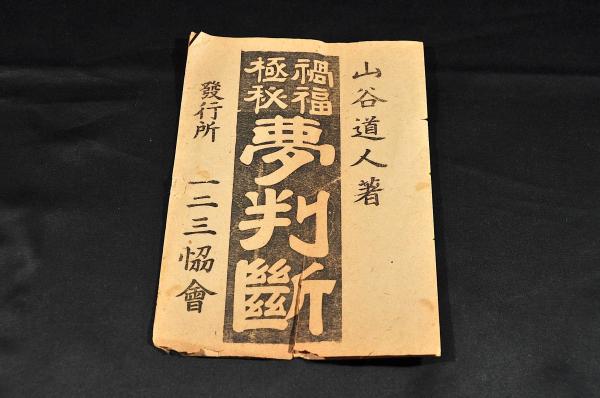 山谷道人著
禍福
極秘
夢判斷
發行所 一二三恊會